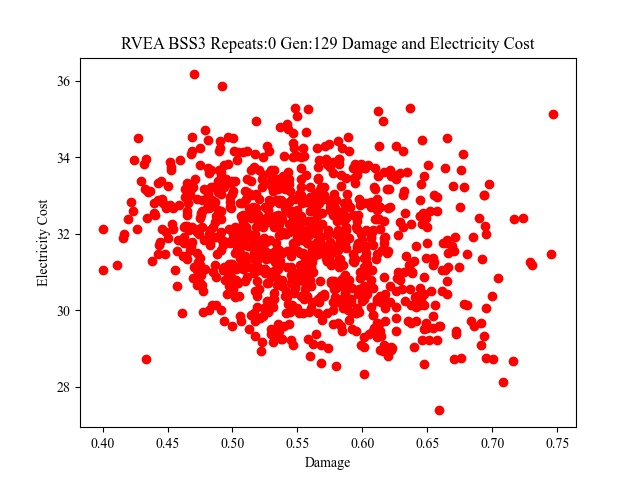 RVEA BSS3 Repeats:0 Gen:129 Damage and Electricity Cost
Electricity Cost
36
34
32
30
28
0.40 0.45 0.50 0.55 0.60 0.65 0.70 0.75
Damage